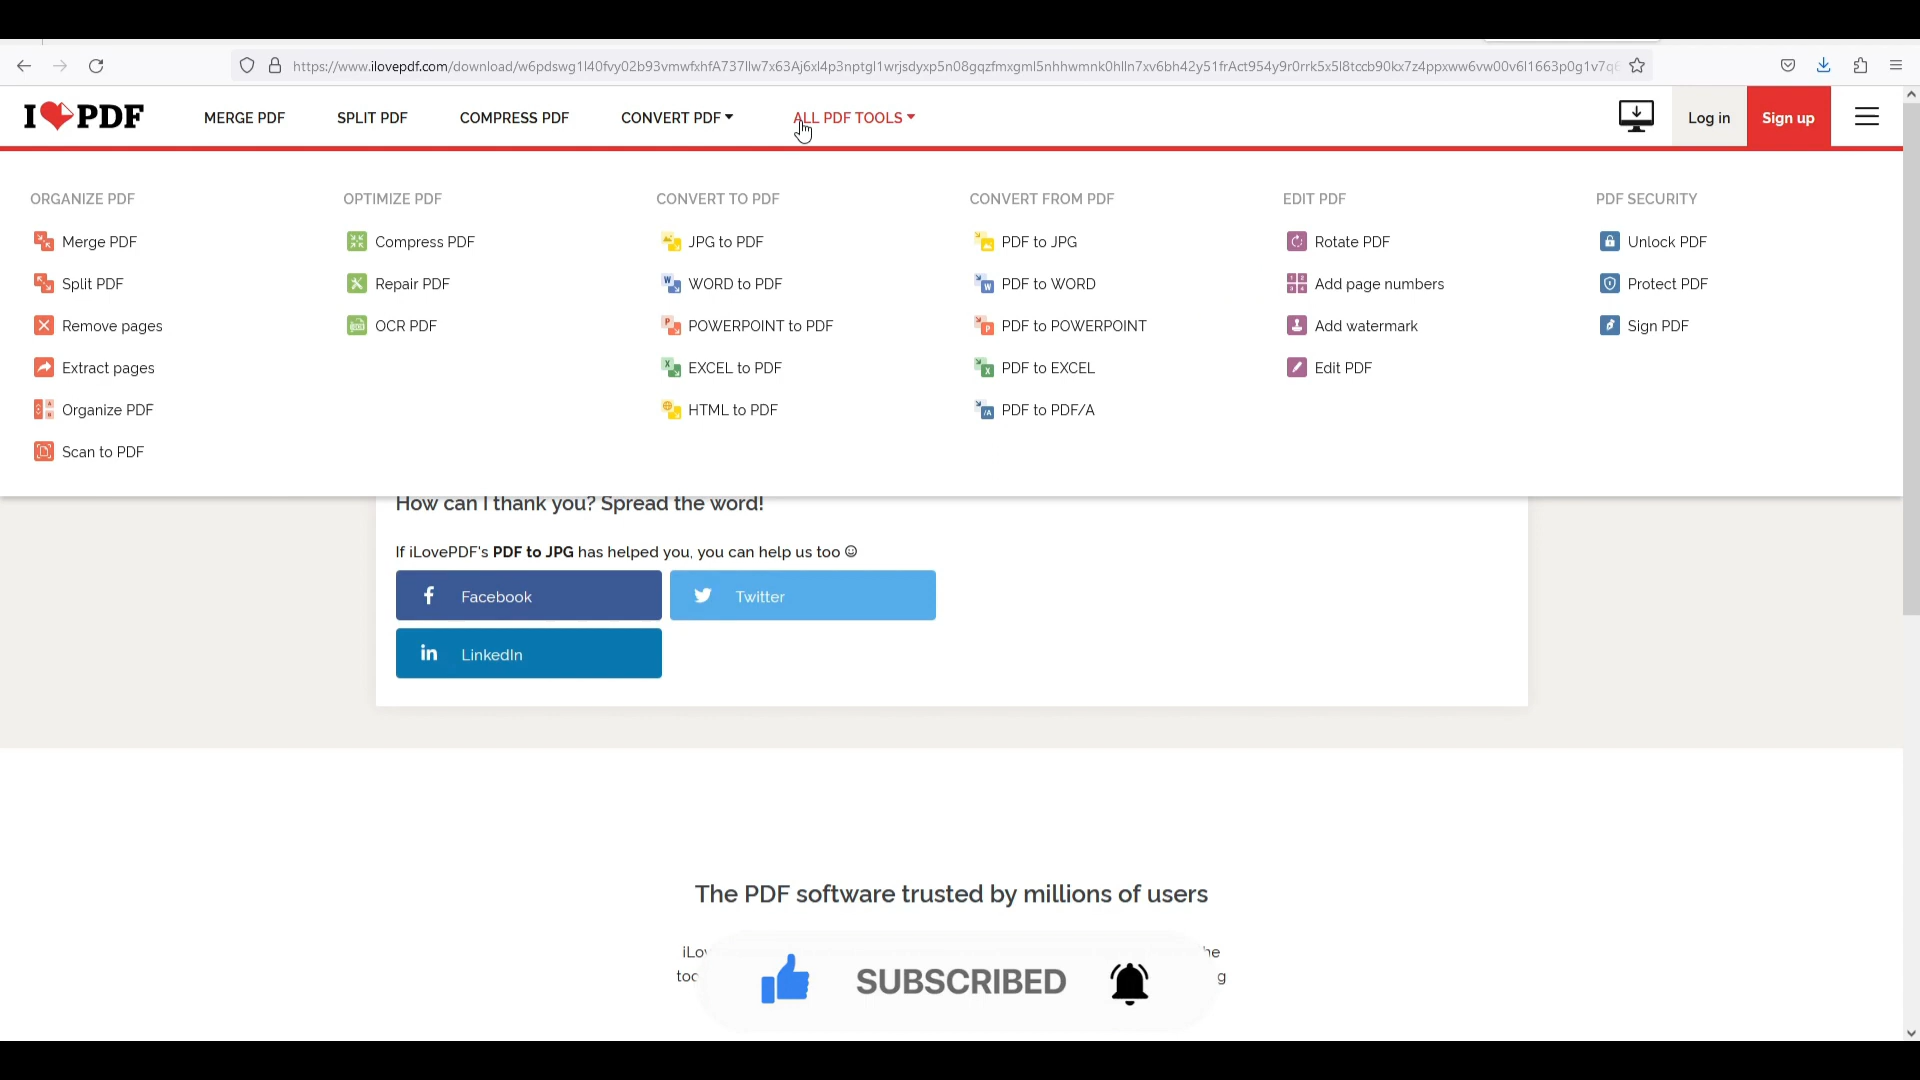 https://www.ilovepdf.com/download/
I PDF
MERGE PDF
SPLIT PDF
COMPRESS PDF
CONVERT PDF
ALL PDF TOOLS
Log in
Sign up
ORGANIZE PDF
Merge PDF
Split PDF
Remove pages
Extract pages
Organize PDF
Scan to PDF
OPTIMIZE PDF
Compress PDF
Repair PDF
OCR PDF
CONVERT TO PDF
JPG to PDF
WORD to PDF
POWERPOINT to PDF
EXCEL to PDF
HTML to PDF
CONVERT FROM PDF
PDF to JPG
PDF to WORD
PDF to POWERPOINT
PDF to EXCEL
PDF to PDF/A
EDIT PDF
Rotate PDF
Add page numbers
Add watermark
Edit PDF
PDF SECURITY
Unlock PDF
Protect PDF
Sign PDF
How can I thank you? Spread the word!
If iLovePDF's PDF to JPG has helped you, you can help us too
Facebook
Twitter
LinkedIn
The PDF software trusted by millions of users
SUBSCRIBED